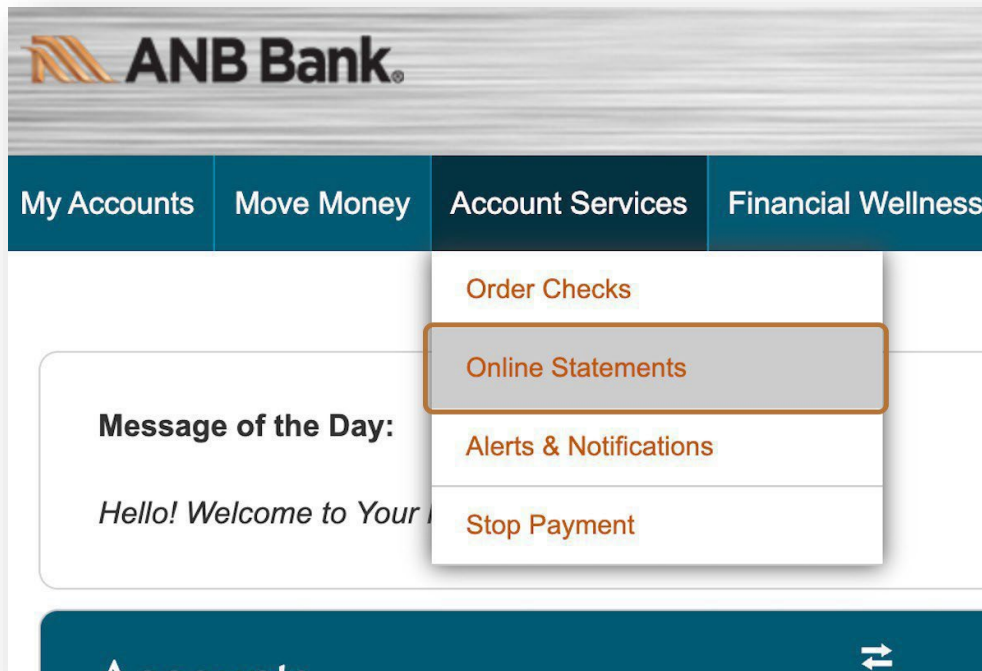 ANB Bank®
My Accounts Move Money Account Services Financial Wellness
Order Checks
Online Statements
Message of the Day:
Alerts & Notifications
Hello! Welcome to Your
Stop Payment